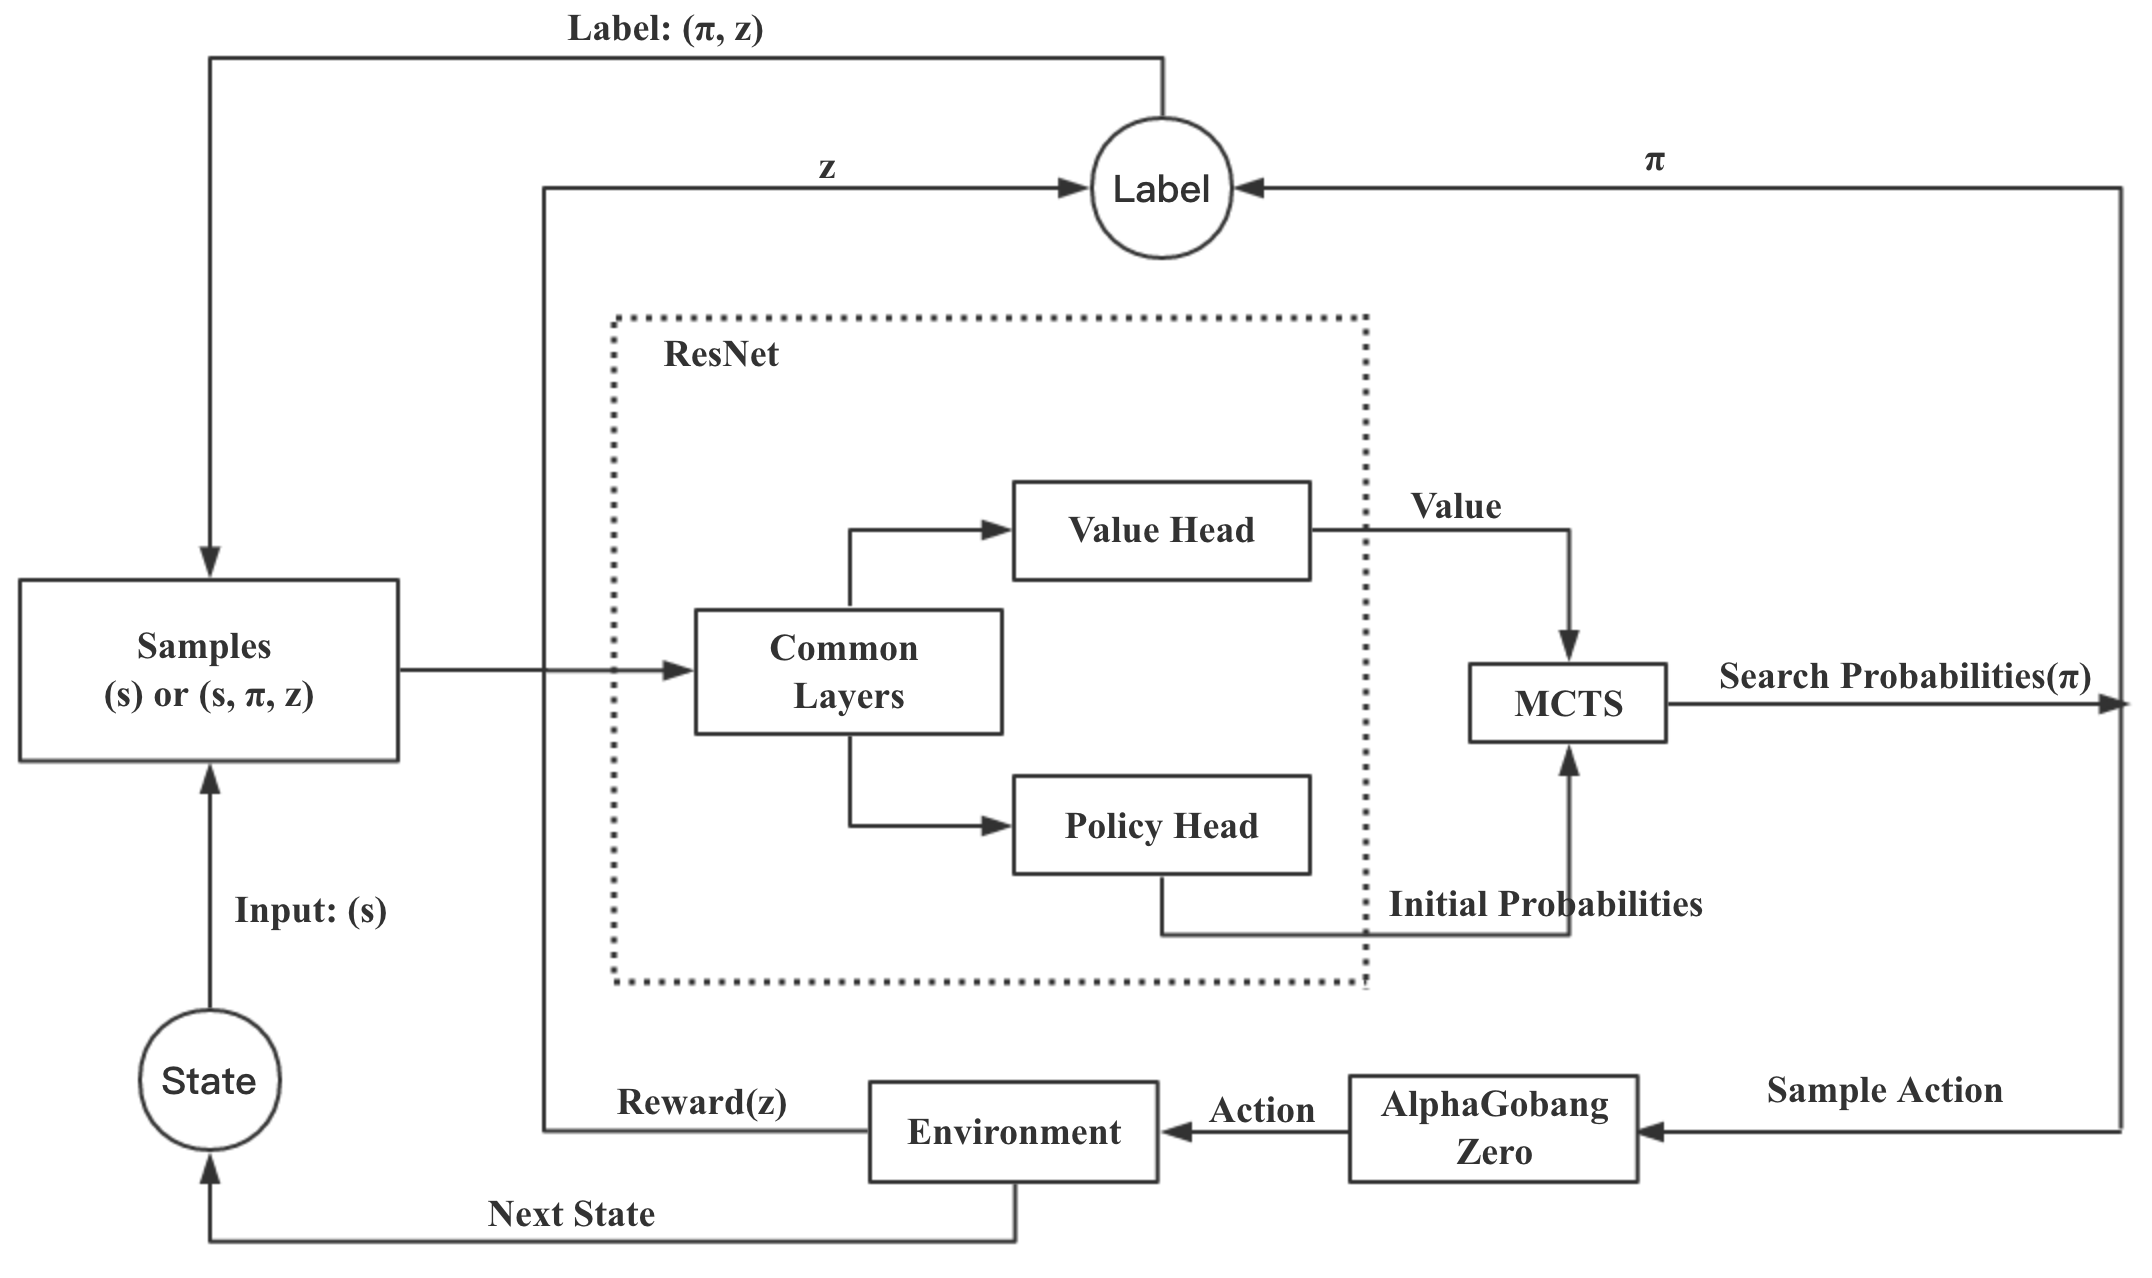 Label: (π, z)
z
π
Label
ResNet
Value Head
Value
Samples
(s) or (s, π, z)
Common
Layers
MCTS
Search Probabilities(π)
Policy Head
Initial Probabilities
Input: (s)
State
Reward(z)
Environment
Action
AlphaGobang
Zero
Sample Action
Next State